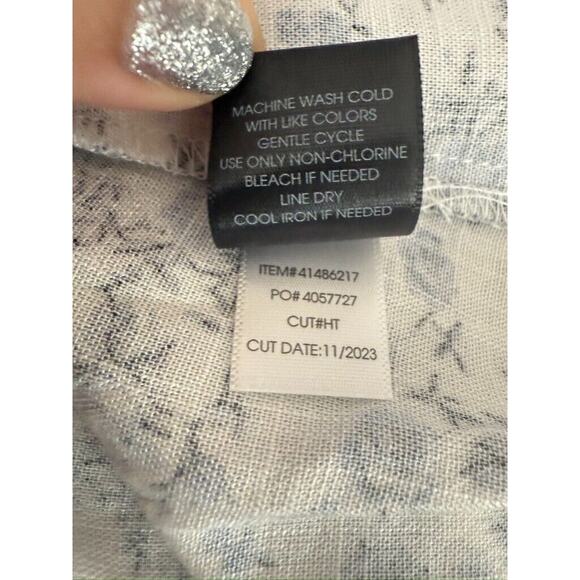 MACHINE WASH COLD
WITH LIKE COLORS
GENTLE CYCLE
USE ONLY NON-CHLORINE
BLEACH IF NEEDED
LINE DRY
COOL IRON IF NEEDED
ITEM#41486217
PO# 4057727
CUT#HT
CUT DATE:11/2023